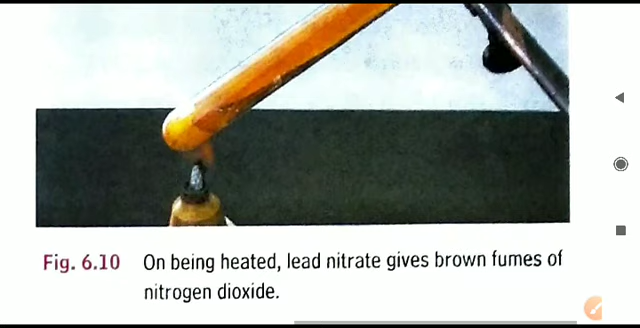 Fig. 6.10 On being heated, lead nitrate gives brown fumes of
nitrogen dioxide.